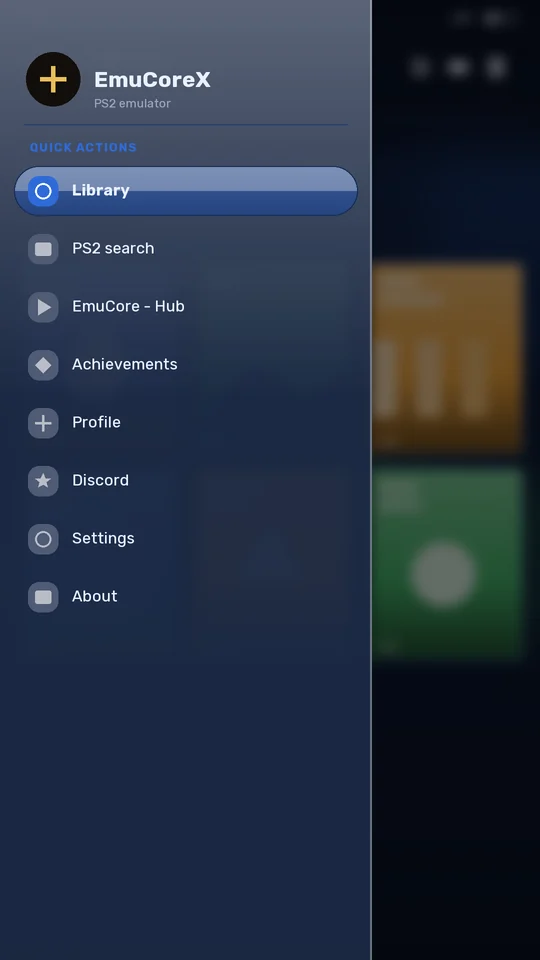 EmuCoreX
PS2 emulator
QUICK ACTIONS
Library
PS2 search
EmuCore - Hub
Achievements
Profile
Discord
Settings
About